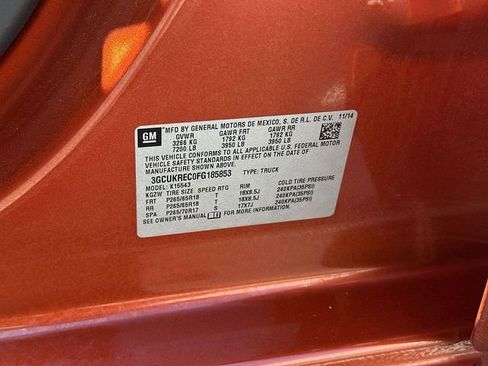 GM
MFD BY GENERAL MOTORS DE MEXICO, S. DE R.L. DE C.V. 11/14
GVWR GAWR FRT GAWR RR
3266 KG 1792 KG 1792 KG
7200 LB 3950 LB 3950 LB
THIS VEHICLE CONFORMS TO ALL APPLICABLE U.S. FEDERAL MOTOR
VEHICLE SAFETY STANDARDS IN EFFECT ON THE DATE OF
MANUFACTURE SHOWN ABOVE.
3GCUKREC0FG185853 TYPE: TRUCK
MODEL: K15543
KGZW TIRE SIZE SPEED RTG RIM COLD TIRE PRESSURE
FRT P265/65R18 T 18X8.5J 240KPA(35PSI)
RR P265/65R18 T 18X8.5J 240KPA(35PSI)
SPA P265/70R17 S 17X7J 240KPA(35PSI)
SEE OWNER'S MANUAL FOR MORE INFORMATION.